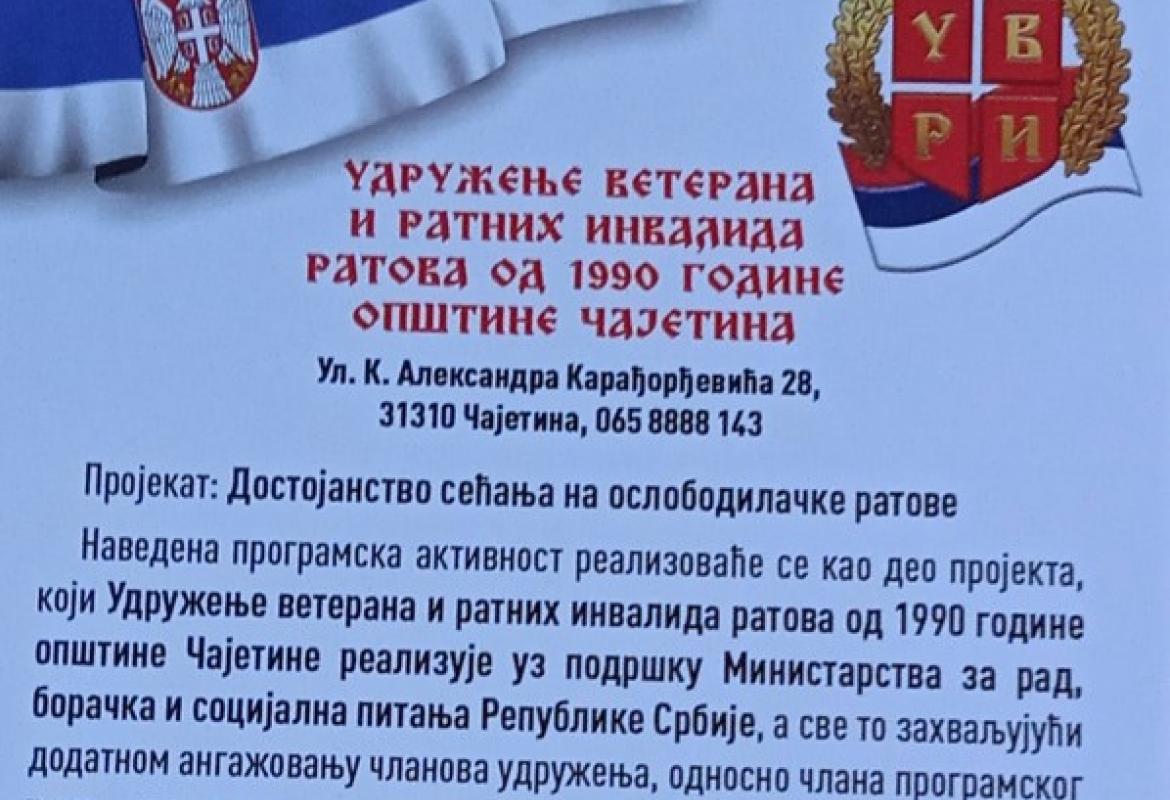 У В
Р И
УДРУЖЕЊЕ ВЕТЕРАНА
И РАТНИХ ИНВАЛИДА
РАТОВА ОД 1990 ГОДИНЕ
ОПШТИНЕ ЧАЈЕТИНА
Ул. К. Александра Карађорђевића 28,
31310 Чајетина, 065 8888 143
Пројекат: Достојанство сећања на ослободилачке ратове
Наведена програмска активност реализоваће се као део пројекта,
који Удружење ветерана и ратних инвалида ратова од 1990 године
општине Чајетине реализује уз подршку Министарства за рад,
борачка и социјална питања Републике Србије, а све то захваљујући
додатном ангажовању чланова удружења, односно члана програмског